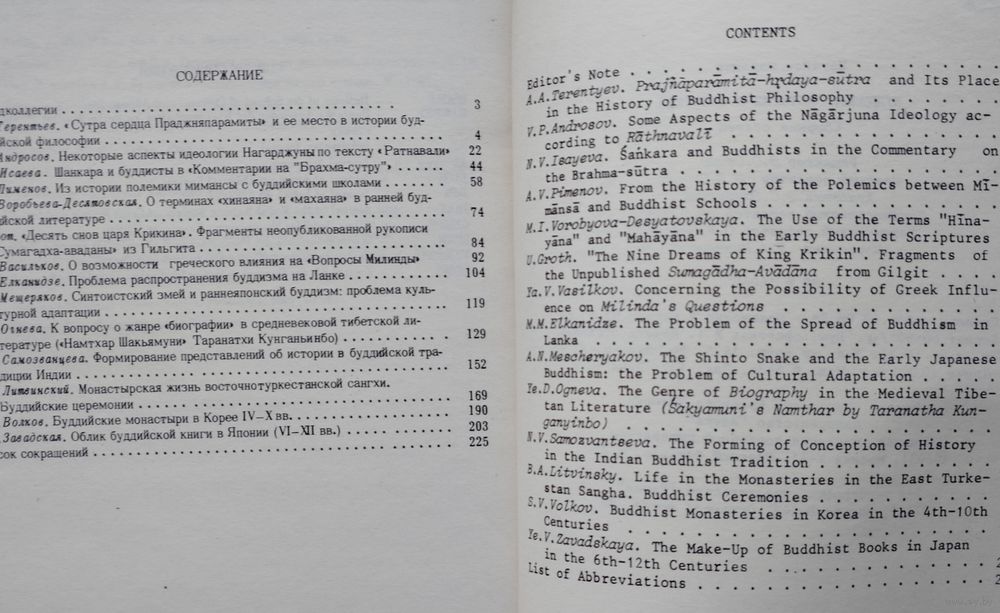 СОДЕРЖАНИЕ
дколлегии . . . 3
Терентьев. «Сутра сердца Праджняпарамиты» и ее место в истории буд-
йской философии . . . 4
Андросов. Некоторые аспекты идеологии Нагарджуны по тексту «Ратнавали» 22
Исаева. Шанкара и буддисты в «Комментарии на "Брахма-сутру"» . . . 44
Пименов. Из истории полемики мимансы с буддийскими школами . . . 58
Воробьева-Десятовская. О терминах «хинаяна» и «махаяна» в ранней буд-
йской литературе . . . 74
от. «Десять снов царя Крикина». Фрагменты неопубликованной рукописи
Сумагадха-аваданы» из Гильгита . . . 84
Васильков. О возможности греческого влияния на «Вопросы Милинды» 92
Елканидзе. Проблема распространения буддизма на Ланке . . . 104
Мещеряков. Синтоистский змей и раннеяпонский буддизм: проблема куль-
турной адаптации . . . 119
Огнева. К вопросу о жанре «биографии» в средневековой тибетской ли-
тературе («Намтхар Шакьямуни» Таранатхи Кунганьинбо) . . . 129
Самозванцева. Формирование представлений об истории в буддийской тра-
диции Индии . . . 152
Литвинский. Монастырская жизнь восточнотуркестанской сангхи.
Буддийские церемонии . . . 169
Волков. Буддийские монастыри в Корее IV–X вв. . . . 190
Завадская. Облик буддийской книги в Японии (VI–XII вв.) . . . 203
сок сокращений . . . 225
CONTENTS
Editor's Note . . .
A.A.Terentyev. Prajñāpāramitā-hṛdaya-sūtra and Its Place
in the History of Buddhist Philosophy . . .
V.P.Androsov. Some Aspects of the Nāgārjuna Ideology ac-
cording to Rāthnavalī . . .
N.V.Isayeva. Śaṅkara and Buddhists in the Commentary on
the Brahma-sūtra . . .
A.V.Pimenov. From the History of the Polemics between Mī-
māṅsā and Buddhist Schools . . .
M.I.Vorobyova-Desyatovskaya. The Use of the Terms "Hīna-
yāna" and "Mahāyāna" in the Early Buddhist Scriptures
U.Groth. "The Nine Dreams of King Krikin". Fragments of
the Unpublished Sumagādha-Avādāna from Gilgit . . .
Ya.V.Vasilkov. Concerning the Possibility of Greek Influ-
ence on Milinda's Questions . . .
M.M.Elkanidze. The Problem of the Spread of Buddhism in
Lanka . . .
A.N.Mescheryakov. The Shinto Snake and the Early Japanese
Buddhism: the Problem of Cultural Adaptation . . .
Ye.D.Ogneva. The Genre of Biography in the Medieval Tibe-
tan Literature (Śakyamuni's Namthar by Taranatha Kun-
ganyinbo) . . .
N.V.Samozvantseva. The Forming of Conception of History
in the Indian Buddhist Tradition . . .
B.A.Litvinsky. Life in the Monasteries in the East Turke-
stan Sangha. Buddhist Ceremonies . . .
S.V.Volkov. Buddhist Monasteries in Korea in the 4th-10th
Centuries . . .
Ye.V.Zavadskaya. The Make-Up of Buddhist Books in Japan
in the 6th-12th Centuries . . . 2
List of Abbreviations . . . 2